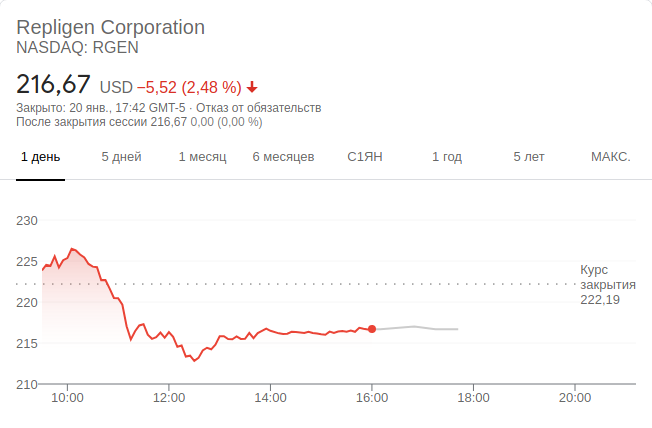 Repligen Corporation
NASDAQ: RGEN
216,67 USD −5,52 (2,48 %)
Закрыто: 20 янв., 17:42 GMT-5 · Отказ от обязательств
После закрытия сессии 216,67 0,00 (0,00 %)
1 день 5 дней 1 месяц 6 месяцев С1ЯН 1 год 5 лет МАКС.
230
225
220
215
210
Курс
закрытия
222,19
10:00 12:00 14:00 16:00 18:00 20:00